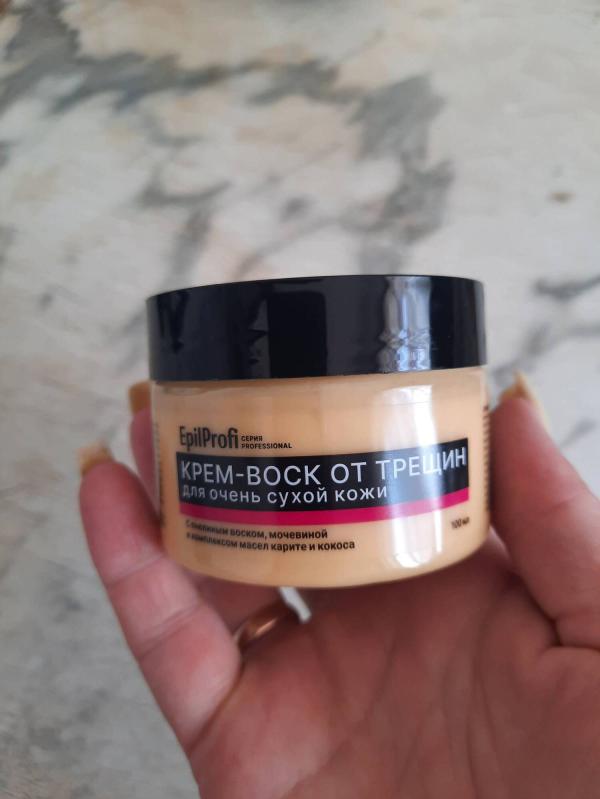 EpilProfi СЕРИЯ PROFESSIONAL
КРЕМ-ВОСК ОТ ТРЕЩИН
для очень сухой кожи
С пчелиным воском, мочевиной
и комплексом масел карите и кокоса
100 мл